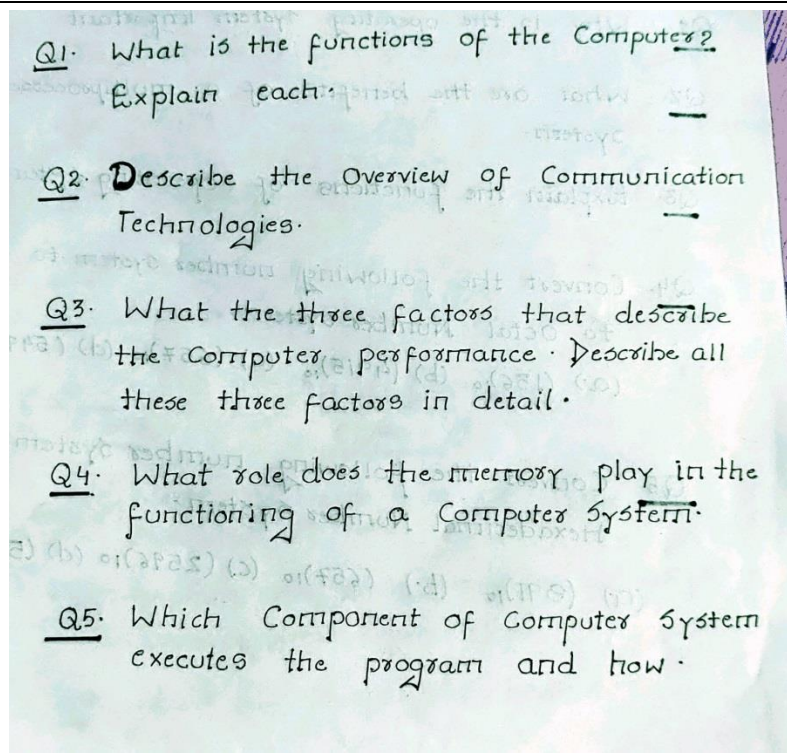 Q1. What is the functions of the Computer?
Explain each.
Q2. Describe the Overview of Communication
Technologies.
Q3. What the three factors that describe
the Computer performance. Describe all
these three factors in detail.
Q4. What role does the memory play in the
functioning of a Computer System.
Q5. Which Component of Computer System
executes the program and how.